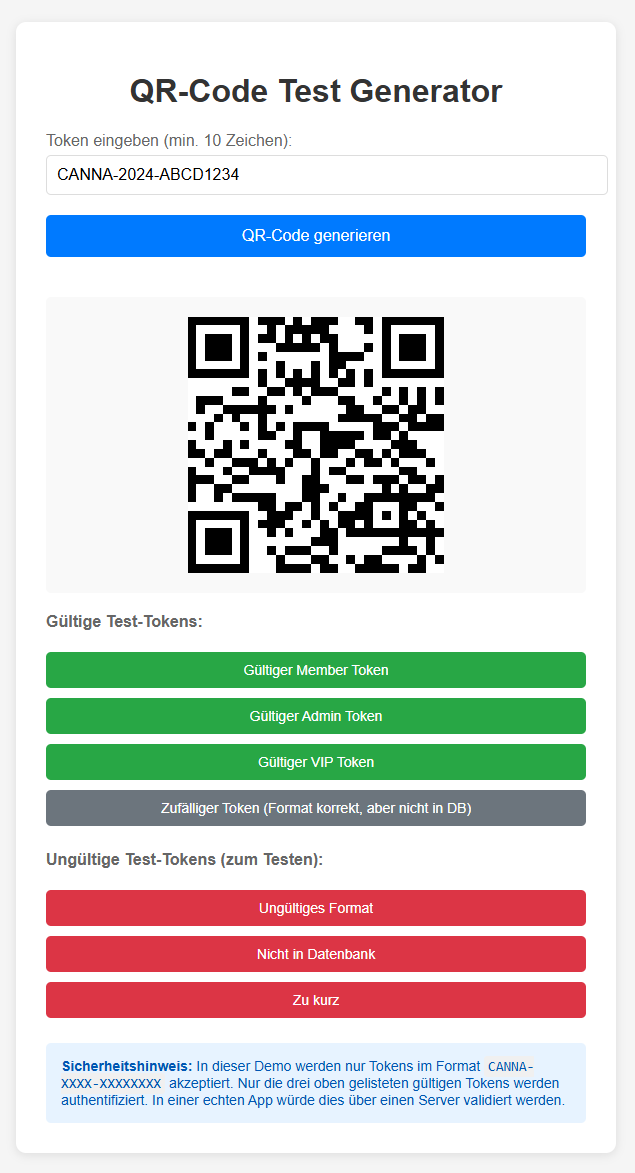 QR-Code Test Generator
Token eingeben (min. 10 Zeichen):
CANNA-2024-ABCD1234
QR-Code generieren
Gültige Test-Tokens:
Gültiger Member Token
Gültiger Admin Token
Gültiger VIP Token
Zufälliger Token (Format korrekt, aber nicht in DB)
Ungültige Test-Tokens (zum Testen):
Ungültiges Format
Nicht in Datenbank
Zu kurz
Sicherheitshinweis: In dieser Demo werden nur Tokens im Format CANNA-
XXXX-XXXXXXXX akzeptiert. Nur die drei oben gelisteten gültigen Tokens werden
authentifiziert. In einer echten App würde dies über einen Server validiert werden.